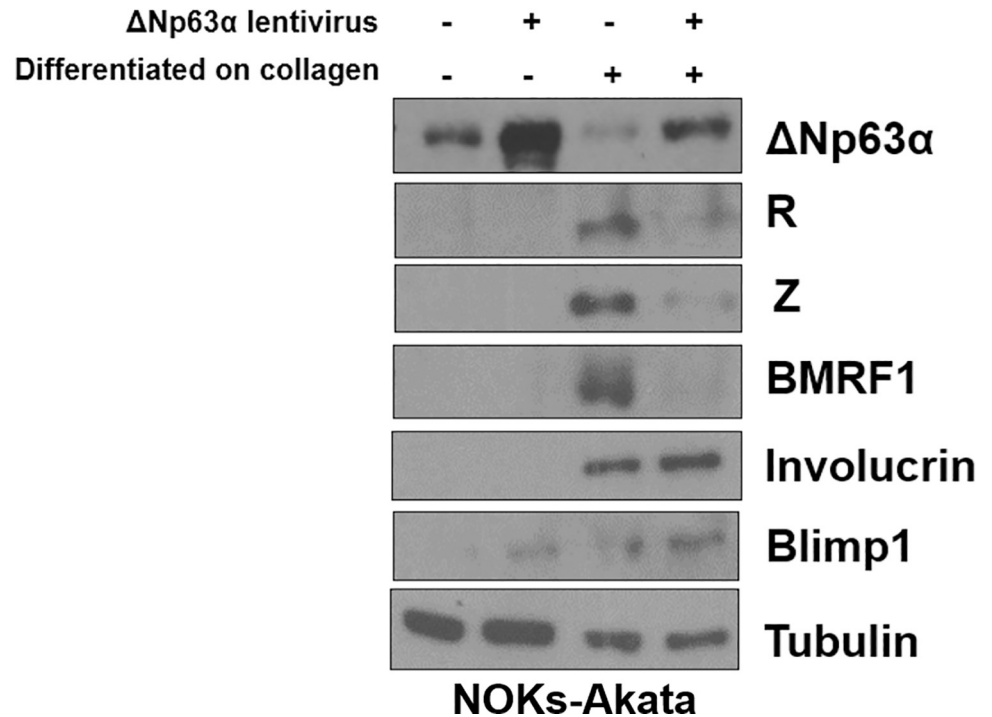 ΔNp63α lentivirus - + - +
Differentiated on collagen - - + +
ΔNp63α
R
Z
BMRF1
Involucrin
Blimp1
Tubulin
NOKs-Akata